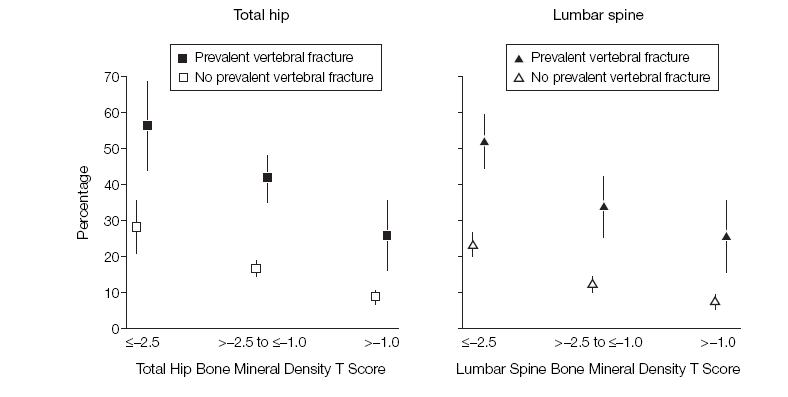 Total hip
Prevalent vertebral fracture
No prevalent vertebral fracture
70
60
50
40
30
20
10
0
Percentage
≤–2.5
>–2.5 to ≤–1.0
>–1.0
Total Hip Bone Mineral Density T Score
Lumbar spine
Prevalent vertebral fracture
No prevalent vertebral fracture
≤–2.5
>–2.5 to ≤–1.0
>–1.0
Lumbar Spine Bone Mineral Density T Score